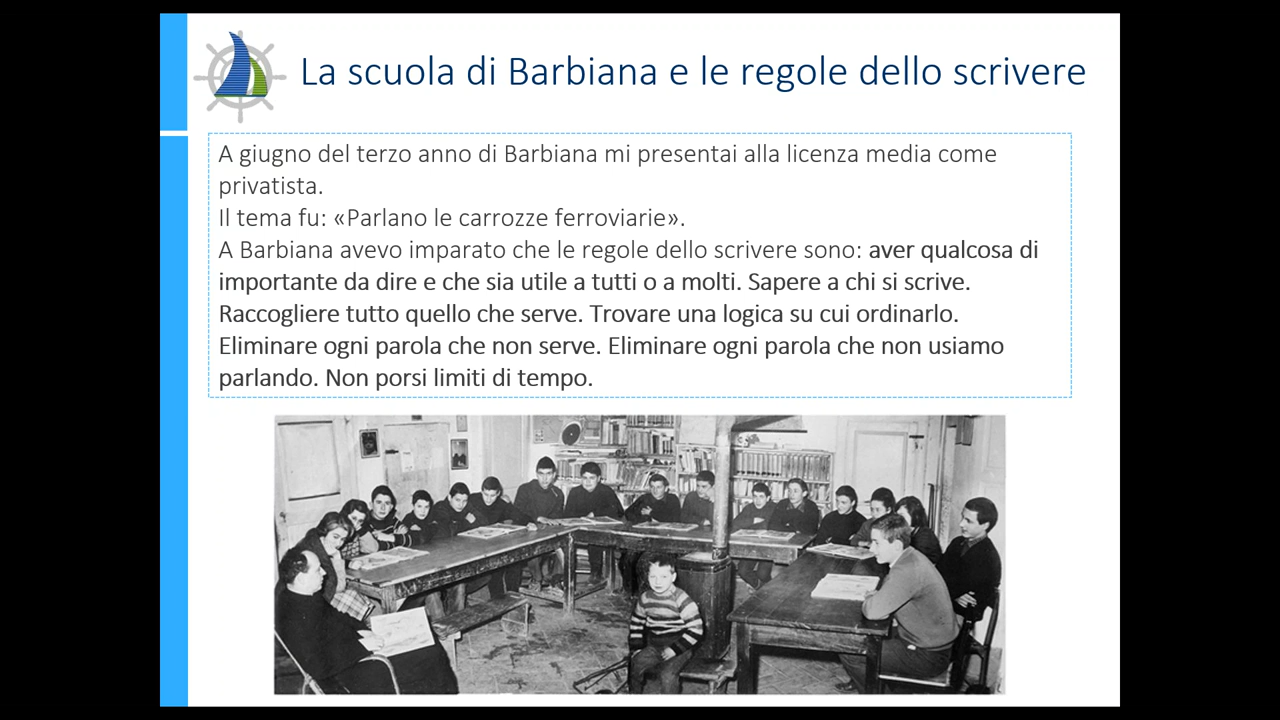 La scuola di Barbiana e le regole dello scrivere
A giugno del terzo anno di Barbiana mi presentai alla licenza media come
privatista.
Il tema fu: «Parlano le carrozze ferroviarie».
A Barbiana avevo imparato che le regole dello scrivere sono: aver qualcosa di
importante da dire e che sia utile a tutti o a molti. Sapere a chi si scrive.
Raccogliere tutto quello che serve. Trovare una logica su cui ordinarlo.
Eliminare ogni parola che non serve. Eliminare ogni parola che non usiamo
parlando. Non porsi limiti di tempo.